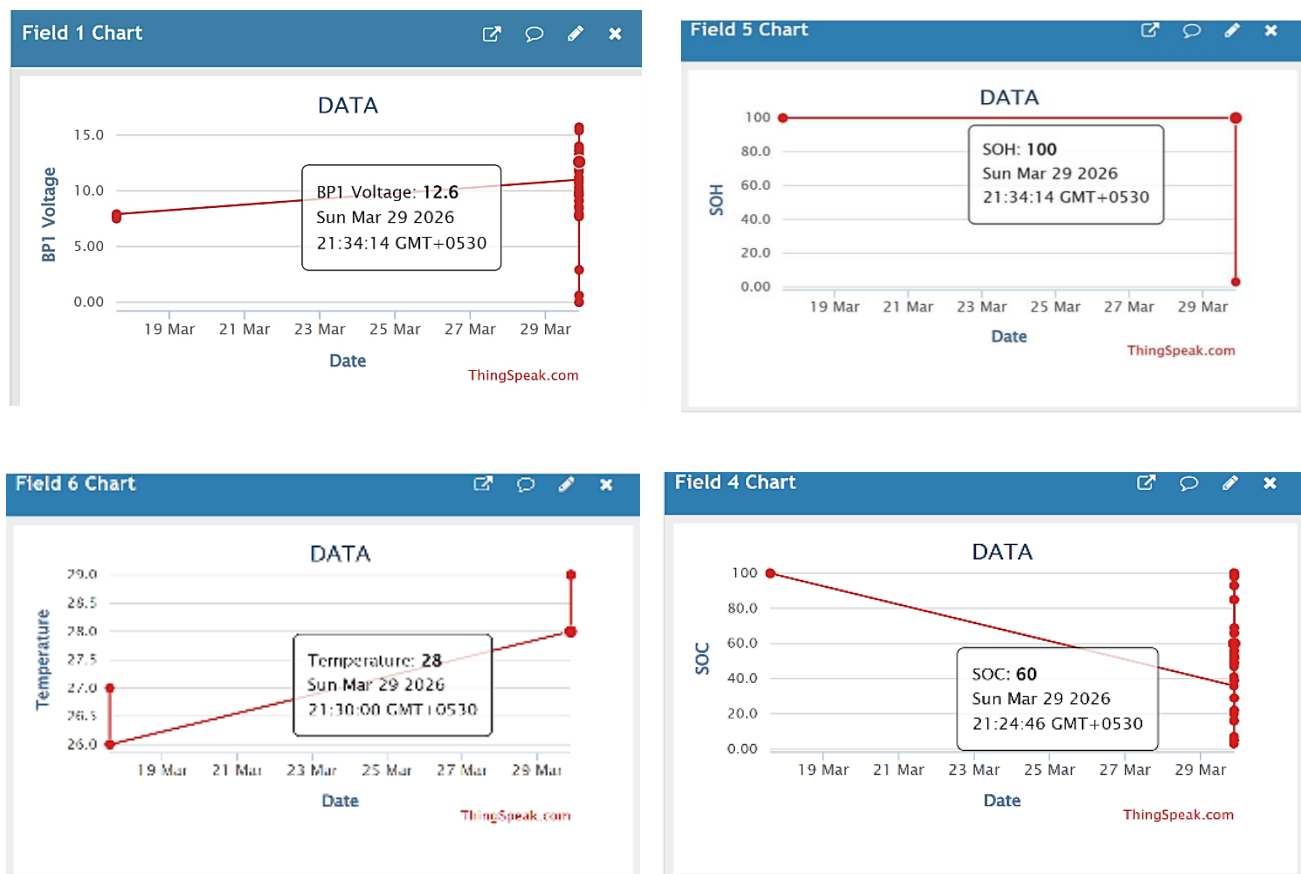 Field 1 Chart
DATA
BP1 Voltage
15.0
10.0
5.00
0.00
BP1 Voltage: 12.6
Sun Mar 29 2026
21:34:14 GMT+0530
19 Mar 21 Mar 23 Mar 25 Mar 27 Mar 29 Mar
Date
ThingSpeak.com
Field 5 Chart
DATA
SOH
100
80.0
60.0
40.0
20.0
0.00
SOH: 100
Sun Mar 29 2026
21:34:14 GMT+0530
19 Mar 21 Mar 23 Mar 25 Mar 27 Mar 29 Mar
Date
ThingSpeak.com
Field 6 Chart
DATA
Temperature
29.0
28.5
28.0
27.5
27.0
26.5
26.0
Temperature: 28
Sun Mar 29 2026
21:30:00 GMT+0530
19 Mar 21 Mar 23 Mar 25 Mar 27 Mar 29 Mar
Date
ThingSpeak.com
Field 4 Chart
DATA
SOC
100
80.0
60.0
40.0
20.0
0.00
SOC: 60
Sun Mar 29 2026
21:24:46 GMT+0530
19 Mar 21 Mar 23 Mar 25 Mar 27 Mar 29 Mar
Date
ThingSpeak.com